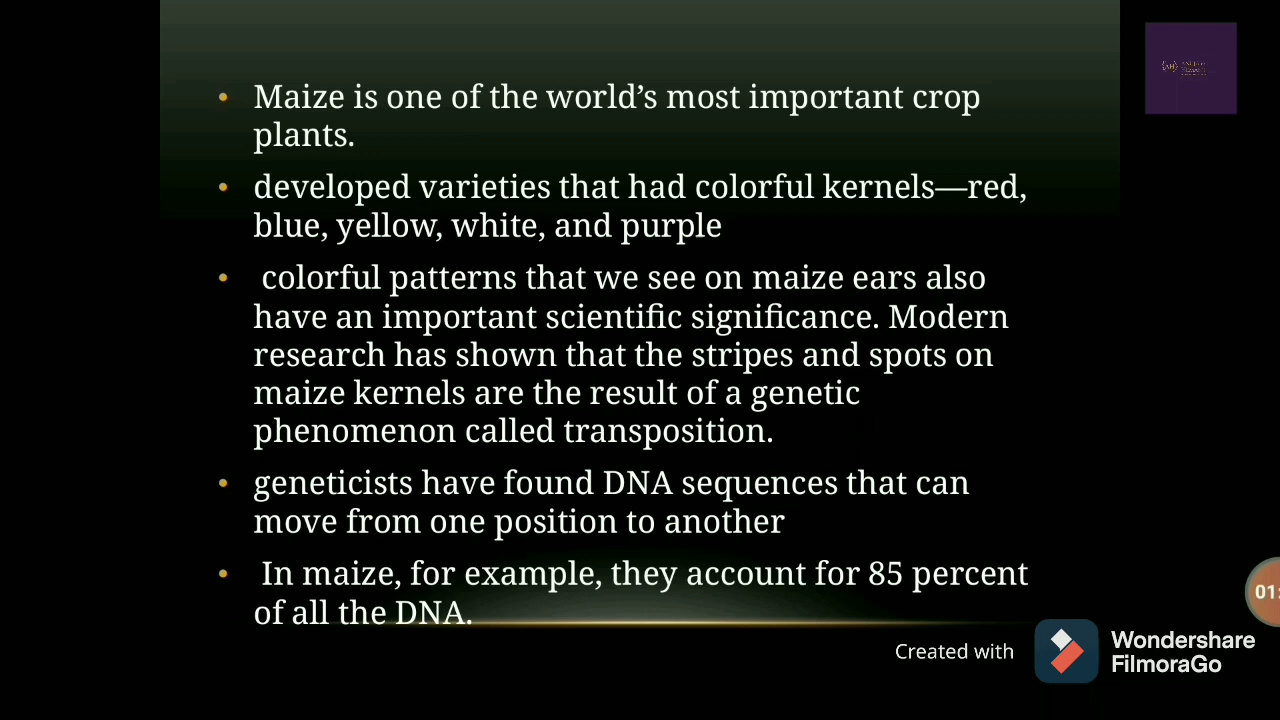 Maize is one of the world's most important crop
plants.
developed varieties that had colorful kernels—red,
blue, yellow, white, and purple
colorful patterns that we see on maize ears also
have an important scientific significance. Modern
research has shown that the stripes and spots on
maize kernels are the result of a genetic
phenomenon called transposition.
geneticists have found DNA sequences that can
move from one position to another
In maize, for example, they account for 85 percent
of all the DNA.
01:
Created with
Wondershare
FilmoraGo